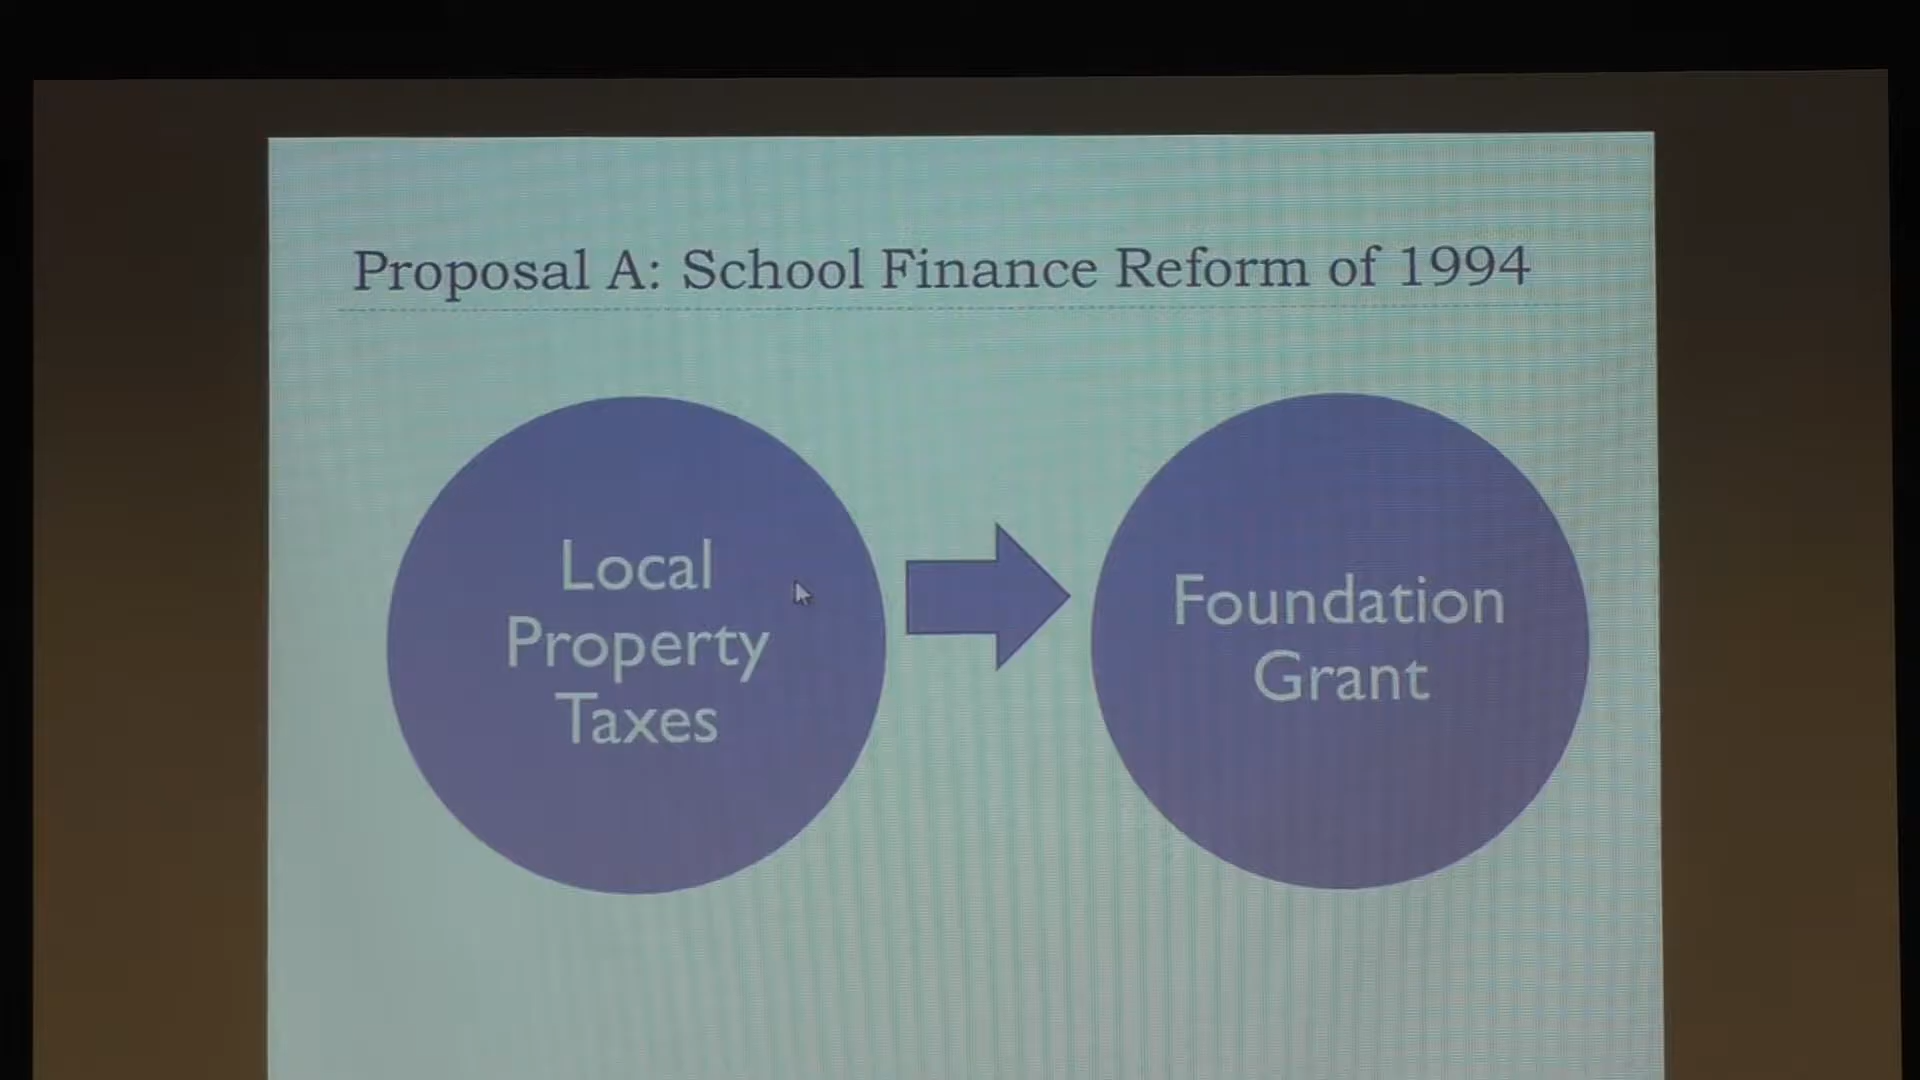 Proposal A: School Finance Reform of 1994
Local
Property
Taxes
Foundation
Grant